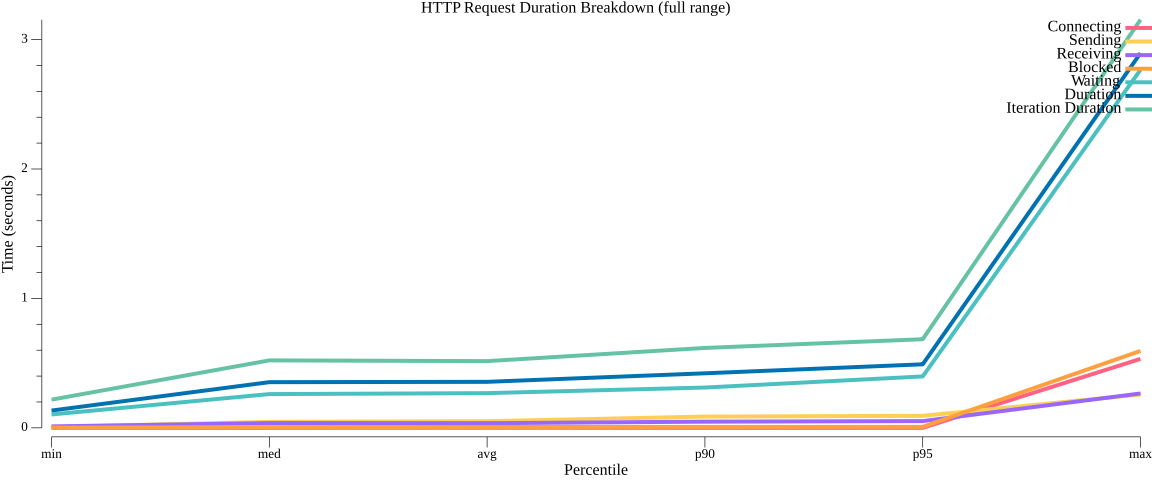 HTTP Request Duration Breakdown (full range)
Connecting
Sending
Receiving
Blocked
Waiting
Duration
Iteration Duration
Time (seconds)
3
2
1
0
min med avg p90 p95 max
Percentile